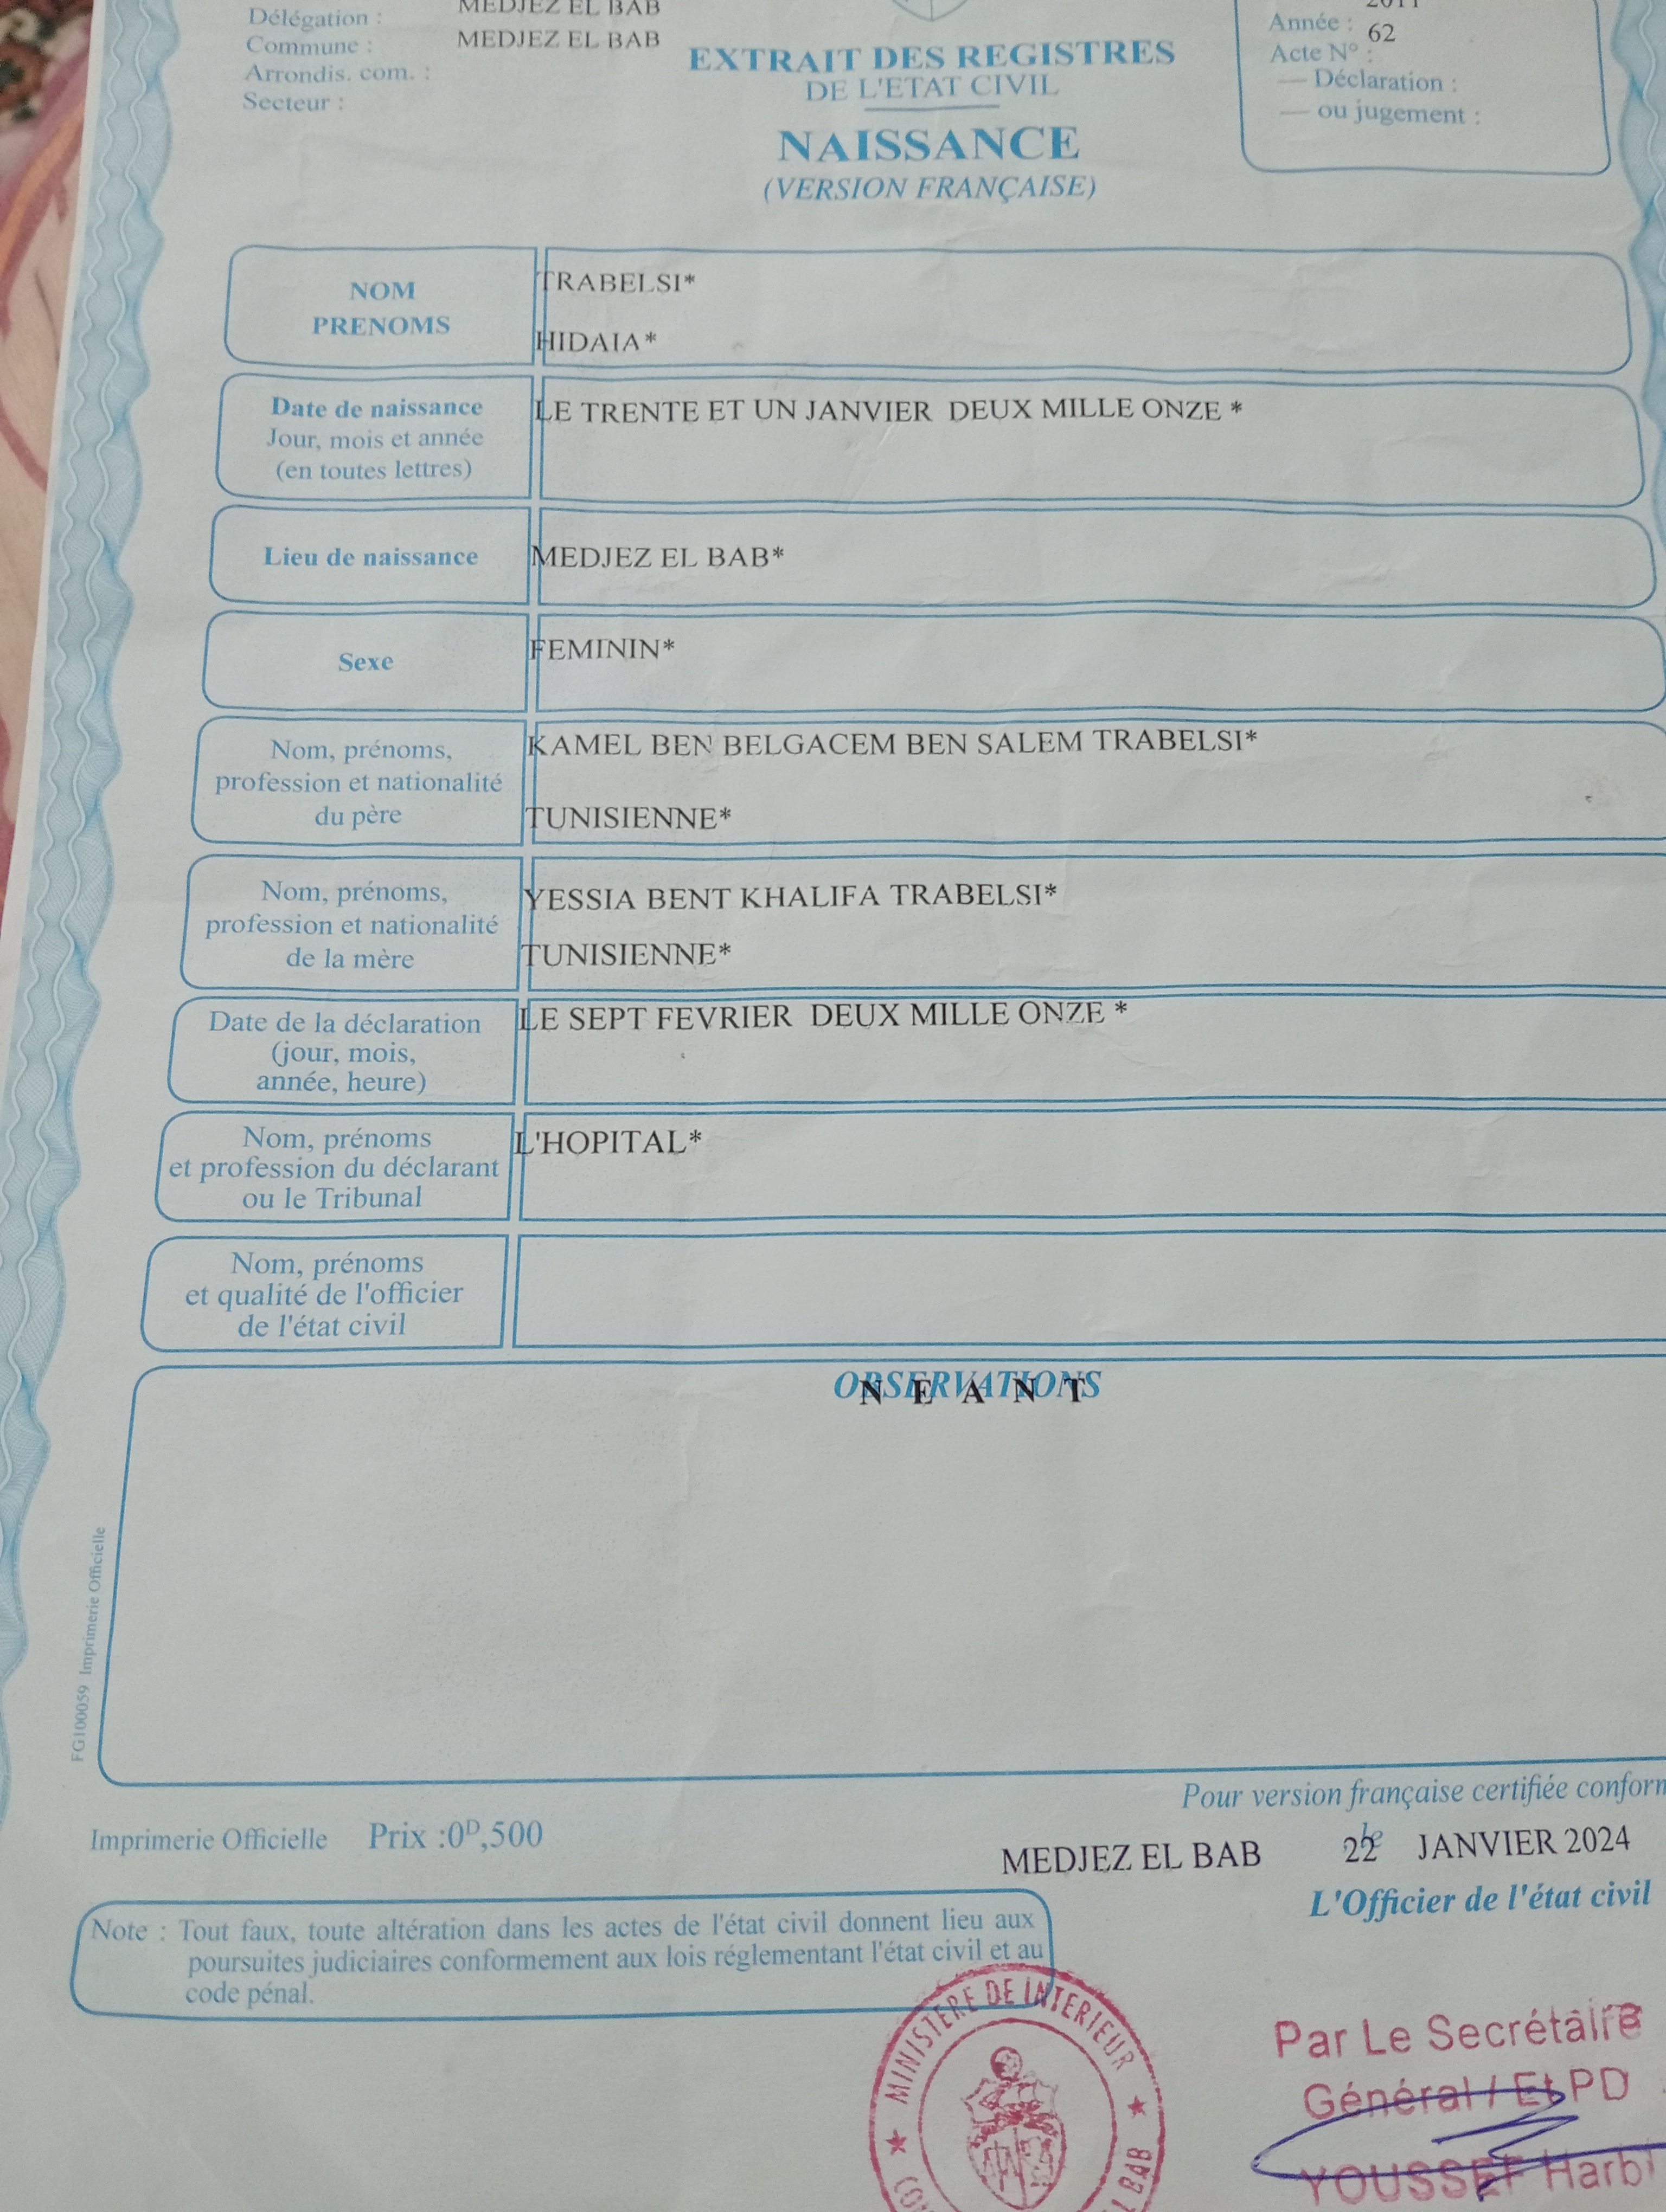 Délégation : MEDJEZ EL BAB
Commune : MEDJEZ EL BAB
Arrondis. com. :
Secteur :
EXTRAIT DES REGISTRES
DE L'ETAT CIVIL
NAISSANCE
(VERSION FRANÇAISE)
Année : 2011
Acte N° : 62
— Déclaration :
— ou jugement :
NOM
PRENOMS
TRABELSI*
HIDAIA*
Date de naissance
Jour, mois et année
(en toutes lettres)
LE TRENTE ET UN JANVIER DEUX MILLE ONZE *
Lieu de naissance
MEDJEZ EL BAB*
Sexe
FEMININ*
Nom, prénoms,
profession et nationalité
du père
KAMEL BEN BELGACEM BEN SALEM TRABELSI*
TUNISIENNE*
Nom, prénoms,
profession et nationalité
de la mère
YESSIA BENT KHALIFA TRABELSI*
TUNISIENNE*
Date de la déclaration
(jour, mois,
année, heure)
LE SEPT FEVRIER DEUX MILLE ONZE *
Nom, prénoms
et profession du déclarant
ou le Tribunal
L'HOPITAL*
Nom, prénoms
et qualité de l'officier
de l'état civil
OBSERVATIONS
N E A N T
FG100059 Imprimerie Officielle
Pour version française certifiée conform
Imprimerie Officielle Prix :0ᴰ,500
MEDJEZ EL BAB le 22 JANVIER 2024
L'Officier de l'état civil
Note : Tout faux, toute altération dans les actes de l'état civil donnent lieu aux
poursuites judiciaires conformement aux lois réglementant l'état civil et au
code pénal.
MINISTERE DE INTERIEUR
EL BAB
Par Le Secrétaire
Général / Et PD
YOUSSEF Harbi